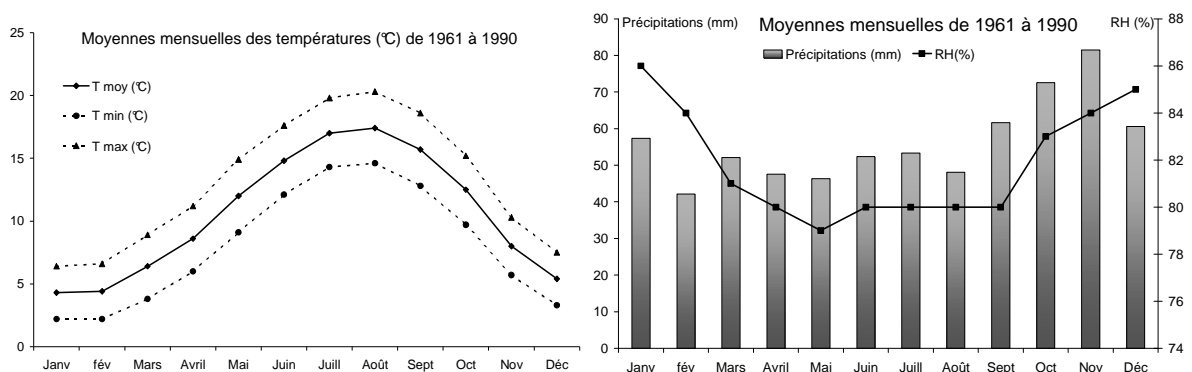 Moyennes mensuelles des températures (°C) de 1961 à 1990
25
20
15
10
5
0
T moy (°C)
T min (°C)
T max (°C)
Janv fév Mars Avril Mai Juin Juill Août Sept Oct Nov Déc
Précipitations (mm)
Moyennes mensuelles de 1961 à 1990
RH (%)
Précipitations (mm) RH(%)
90
80
70
60
50
40
30
20
10
0
88
86
84
82
80
78
76
74
Janv fév Mars Avril Mai Juin Juill Août Sept Oct Nov Déc